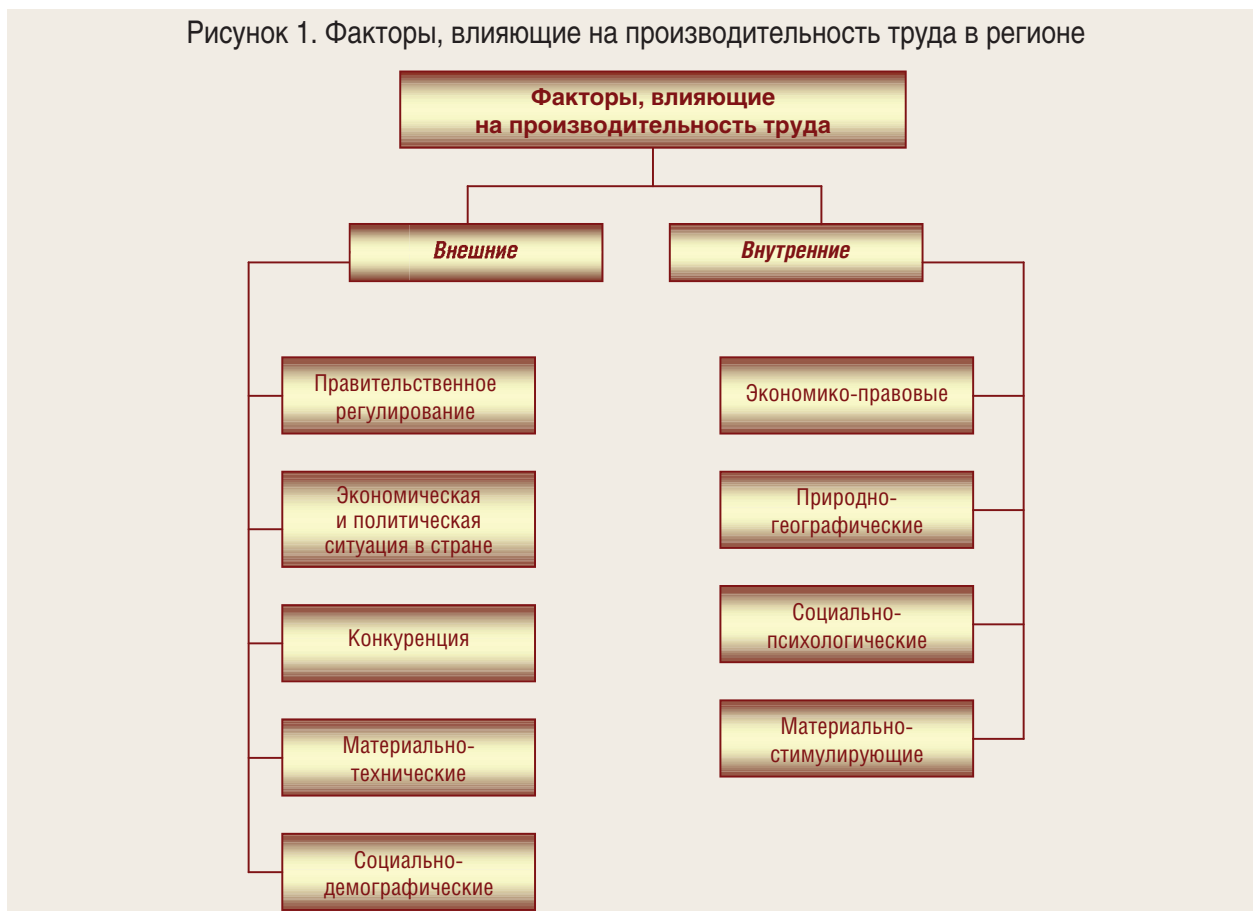 Рисунок 1. Факторы, влияющие на производительность труда в регионе
Факторы, влияющие
на производительность труда
Внешние
Внутренние
Правительственное
регулирование
Экономическая
и политическая
ситуация в стране
Конкуренция
Материально-
технические
Социально-
демографические
Экономико-правовые
Природно-
географические
Социально-
психологические
Материально-
стимулирующие